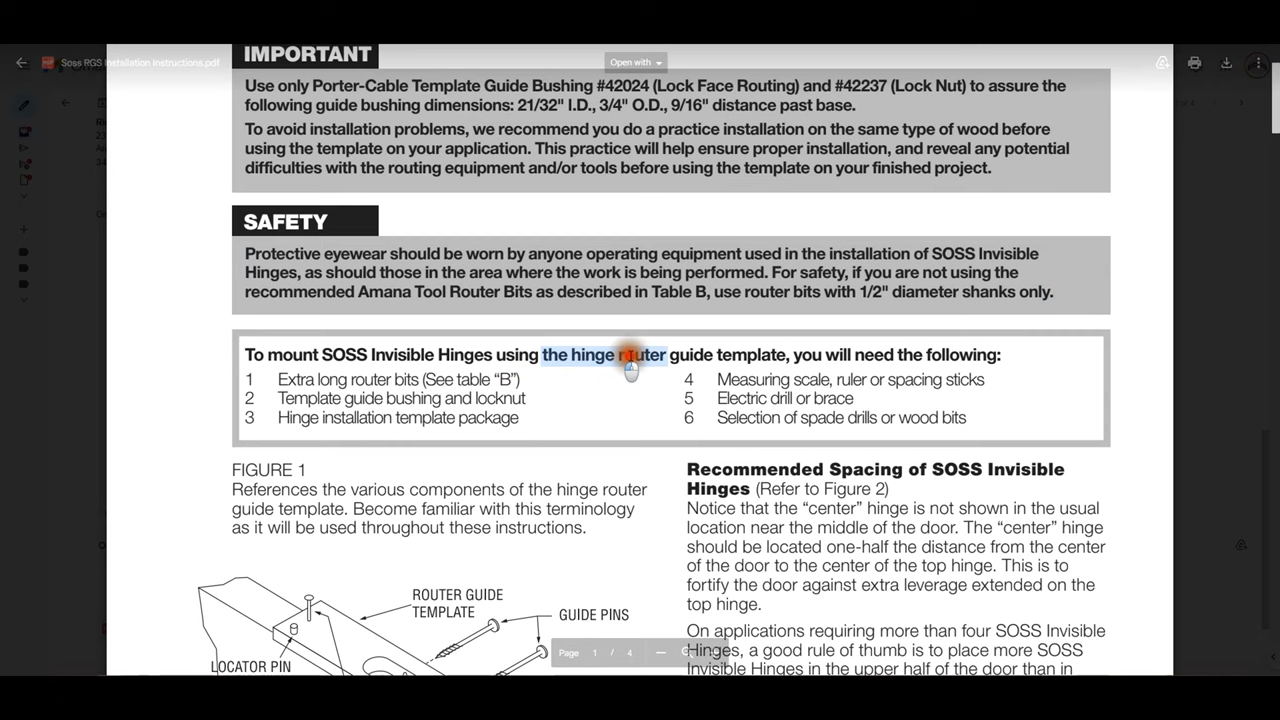 IMPORTANT
Soss RGS Installation Instructions.pdf
Open with
Use only Porter-Cable Template Guide Bushing #42024 (Lock Face Routing) and #42237 (Lock Nut) to assure the
following guide bushing dimensions: 21/32" I.D., 3/4" O.D., 9/16" distance past base.
To avoid installation problems, we recommend you do a practice installation on the same type of wood before
using the template on your application. This practice will help ensure proper installation, and reveal any potential
difficulties with the routing equipment and/or tools before using the template on your finished project.
SAFETY
Protective eyewear should be worn by anyone operating equipment used in the installation of SOSS Invisible
Hinges, as should those in the area where the work is being performed. For safety, if you are not using the
recommended Amana Tool Router Bits as described in Table B, use router bits with 1/2" diameter shanks only.
To mount SOSS Invisible Hinges using the hinge router guide template, you will need the following:
1 Extra long router bits (See table “B”)
2 Template guide bushing and locknut
3 Hinge installation template package
4 Measuring scale, ruler or spacing sticks
5 Electric drill or brace
6 Selection of spade drills or wood bits
FIGURE 1
References the various components of the hinge router
guide template. Become familiar with this terminology
as it will be used throughout these instructions.
ROUTER GUIDE
TEMPLATE
GUIDE PINS
LOCATOR PIN
Recommended Spacing of SOSS Invisible
Hinges (Refer to Figure 2)
Notice that the “center” hinge is not shown in the usual
location near the middle of the door. The “center” hinge
should be located one-half the distance from the center
of the door to the center of the top hinge. This is to
fortify the door against extra leverage extended on the
top hinge.
On applications requiring more than four SOSS Invisible
Hinges, a good rule of thumb is to place more SOSS
Invisible Hinges in the upper half of the door than in
Page 1 / 4